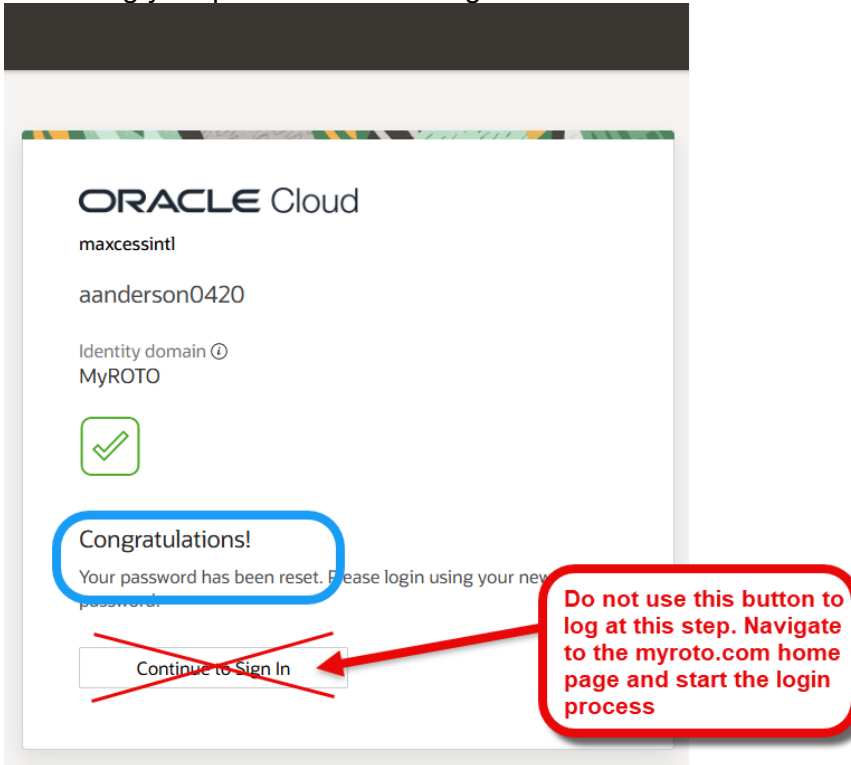 ORACLE Cloud
maxcessintl
aanderson0420
Identity domain
MyROTO
Congratulations!
Your password has been reset. Please login using your new
password.
Continue to Sign In
Do not use this button to
log at this step. Navigate
to the myroto.com home
page and start the login
process